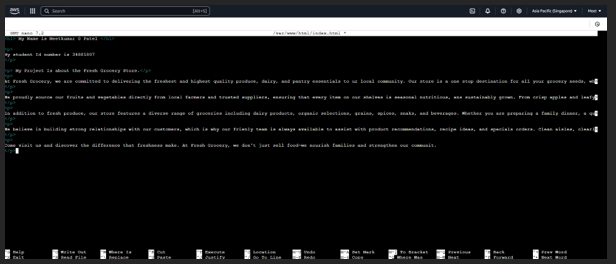 aws
Search
[Alt+S]
Asia Pacific (Singapore)
GNU nano 7.2
/var/www/html/index.html *
My Name is Meetkumar D Patel </h1>
<p>
My student Id number is
</p>
<p> My Project is about the Fresh Grocery Store.</p>
<p>
At Fresh Grocery, we are committed to delivering the freshest and highest quality produce, dairy, and pantry essentials to our local community. Our store is a one stop destination for all your grocery needs,
</p>
We proudly source our fruits and vegetables directly from local farmers and trusted suppliers, ensuring that every item on our shelves is seasonal nutritious, ans sustainably grown. From crisp apples and leafy
</p>
In addition to fresh produce, our store features a diverse range of groceries including dairy products, organic selections, grains, spices, snaks, and beverages. Whether you are preparing a family dinner, a
</p>
We believe in building strong relationships with our customers, which is why our frienly team is always available to assist with product recommendations, recipe ideas, and specials orders. Clean aisles,
</p>
<p>
Come visit us and discover the difference that freshness make. At Fresh Grocery, we don't just sell food-we nourish families and strengthen our community.
</p>
Help
Write Out
Where Is
Cut
Execute
Location
Undo
Set Mark
To Bracket
Previous
Back
Prev Word
Exit
Read File
Replace
Paste
Justify
Go To Line
Redo
Copy
Where Was
Next
Forward
Next Word